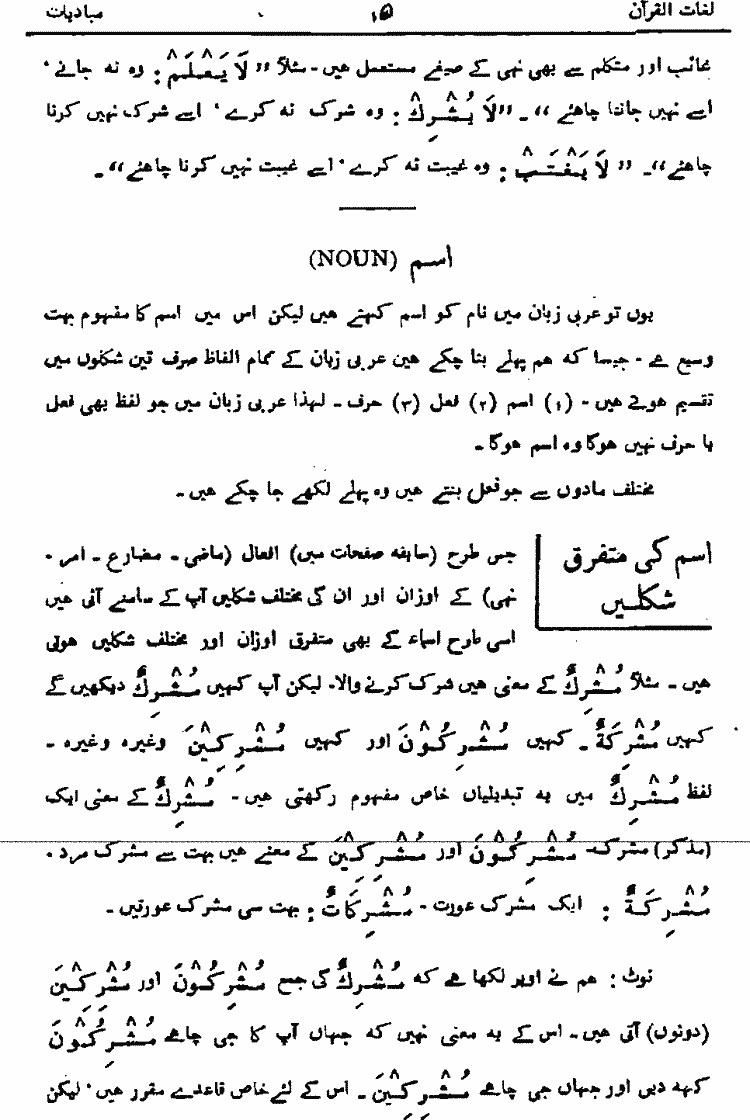 لغات القرآن ۱۵ مبادیات
غائب اور متکلم سے بھی نہی کے صیغے مستعمل ہیں۔ مثلاً ”لَا يَعْلَمْ: وہ نہ جانے‘
اسے نہیں جاننا چاہئے“۔ ”لَا يُشْرِكْ: وہ شرک نہ کرے‘ اسے شرک نہیں کرنا
چاہئے“۔ ”لَا يَغْتَبْ: وہ غیبت نہ کرے‘ اسے غیبت نہیں کرنا چاہئے“۔
اسم (NOUN)
یوں تو عربی زبان میں نام کو اسم کہتے ہیں لیکن اس میں اسم کا مفہوم بہت
وسیع ہے۔ جیسا کہ ہم پہلے بتا چکے ہیں عربی زبان کے تمام الفاظ صرف تین شکلوں میں
تقسیم ہوتے ہیں۔ (۱) اسم (۲) فعل (۳) حرف۔ لہذا عربی زبان میں جو لفظ بھی فعل
یا حرف نہیں ہوگا وہ اسم ہوگا۔
مختلف مادوں سے جو فعل بنتے ہیں وہ پہلے لکھے جا چکے ہیں۔
اسم کی متفرق
شکلیں
جس طرح (سابقہ صفحات میں) افعال (ماضی۔ مضارع۔ امر۔
نہی) کے اوزان اور ان کی مختلف شکلیں آپ کے سامنے آئی ہیں
اسی طرح اسماء کے بھی متفرق اوزان اور مختلف شکلیں ہوتی
ہیں۔ مثلاً مُشْرِكٌ کے معنی ہیں شرک کرنے والا۔ لیکن آپ کہیں مُشْرِكٌ دیکھیں گے
کہیں مُشْرِكَةٌ۔ کہیں مُشْرِكُوْنَ اور کہیں مُشْرِكِيْنَ وغیرہ وغیرہ۔
لفظ مُشْرِكٌ میں یہ تبدیلیاں خاص مفہوم رکھتی ہیں۔ مُشْرِكٌ کے معنی ایک
(مذکر) مشرک۔ مُشْرِكُوْنَ اور مُشْرِكِيْنَ کے معنے ہیں بہت سے مشرک مرد۔
مُشْرِكَةٌ: ایک مشرک عورت۔ مُشْرِكَاتٌ: بہت سی مشرک عورتیں۔
نوٹ: ہم نے اوپر لکھا ہے کہ مُشْرِكٌ کی جمع مُشْرِكُوْنَ اور مُشْرِكِيْنَ
(دونوں) آتی ہیں۔ اس کے یہ معنی نہیں کہ جہاں آپ کا جی چاہے مُشْرِكُوْنَ
کہہ دیں اور جہاں جی چاہے مُشْرِكِيْنَ۔ اس کے لئے خاص قاعدے مقرر ہیں‘ لیکن